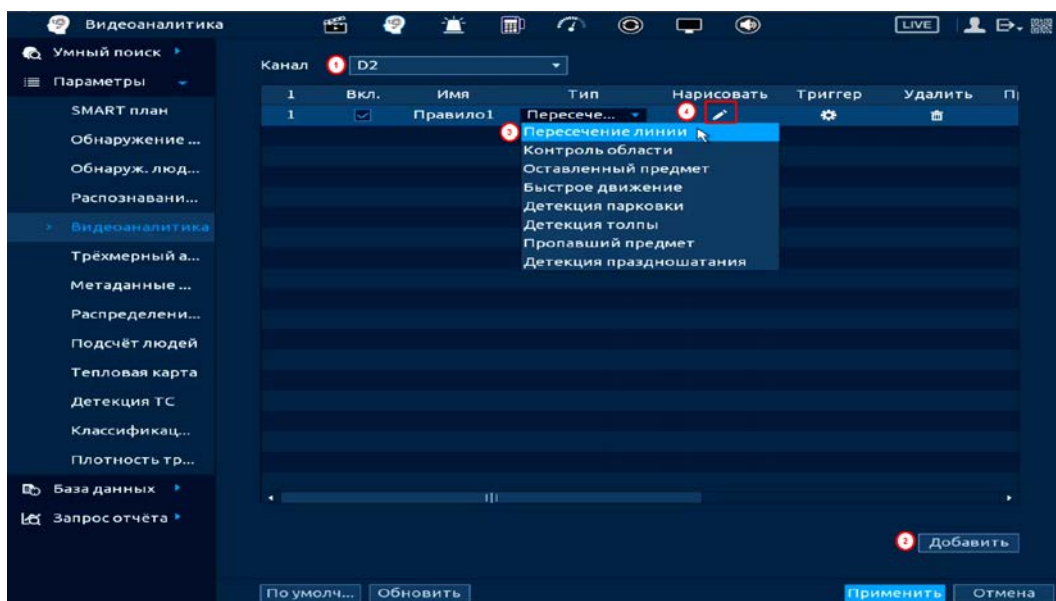 Видеоаналитика
LIVE
Умный поиск
Параметры
SMART план
Обнаружение ...
Обнаруж. люд...
Распознавани...
Видеоаналитика
Трёхмерный а...
Метаданные ...
Распределени...
Подсчёт людей
Тепловая карта
Детекция ТС
Классификац...
Плотность тр...
База данных
Запрос отчёта
Канал 1 D2
1 Вкл. Имя Тип Нарисовать Триггер Удалить П
1 Правило1 Пересече... 4
3 Пересечение линии
Контроль области
Оставленный предмет
Быстрое движение
Детекция парковки
Детекция толпы
Пропавший предмет
Детекция праздношатания
2 Добавить
По умолч... Обновить Применить Отмена